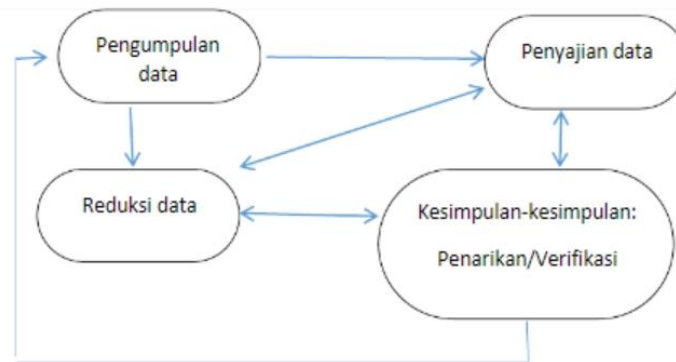 Pengumpulan
data
Penyajian data
Reduksi data
Kesimpulan-kesimpulan:
Penarikan/Verifikasi